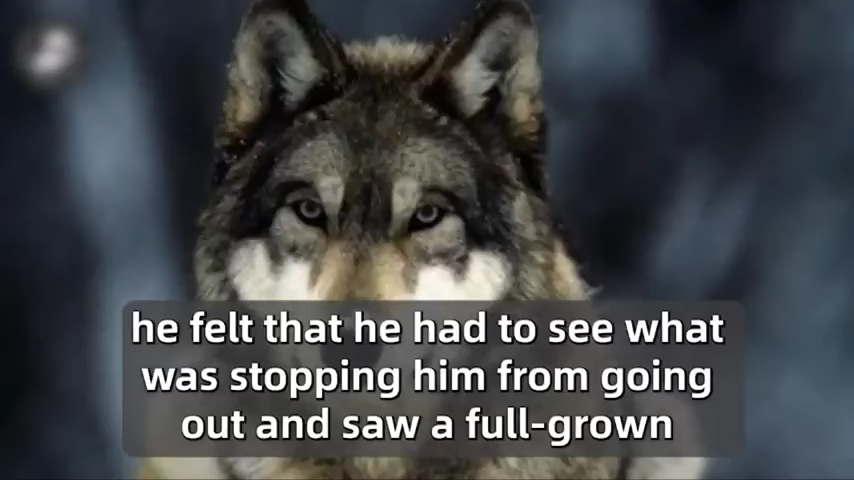 he felt that he had to see what
was stopping him from going
out and saw a full-grown